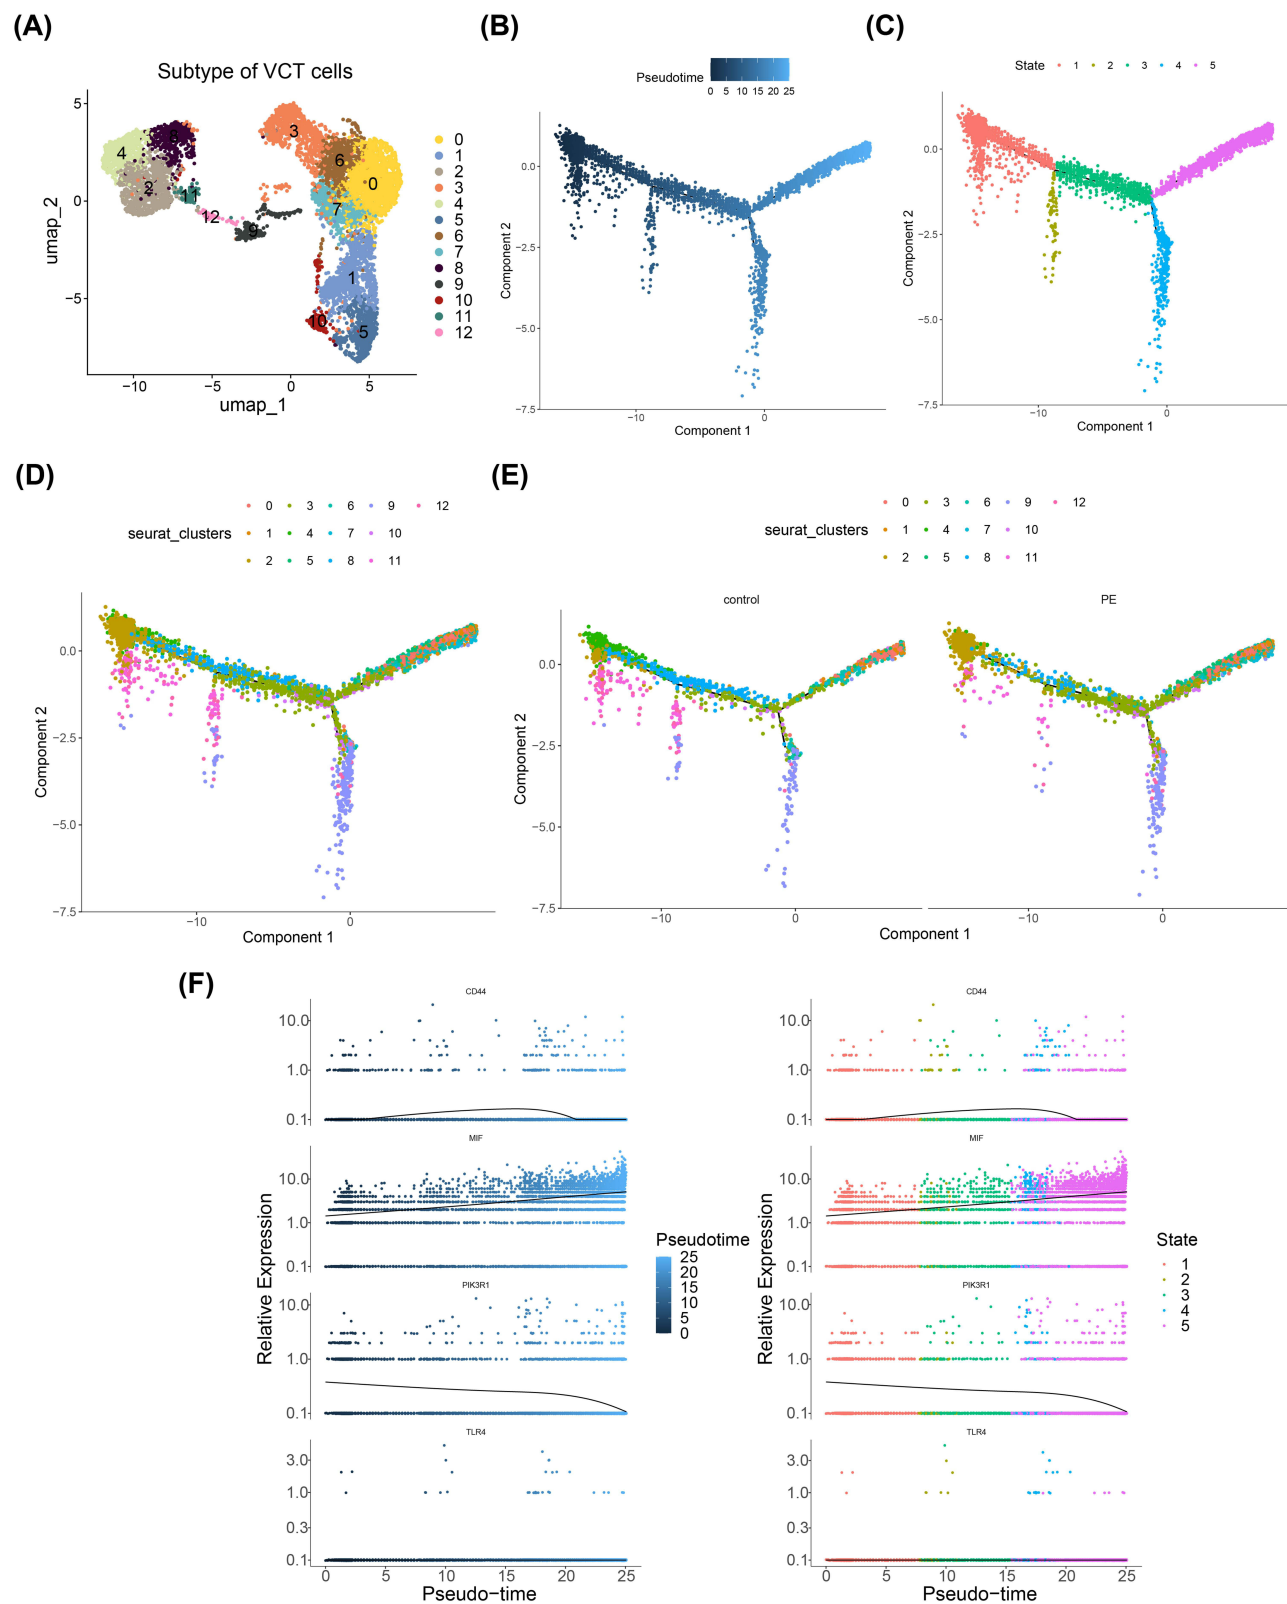 (A)
Subtype of VCT cells
5
0
−5
umap_2
−10 −5 0 5
umap_1
4 8 2 11 12 9 3 6 0 7 1 10 5
0
1
2
3
4
5
6
7
8
9
10
11
12
(B)
Pseudotime
0 5 10 15 20 25
0.0
−2.5
−5.0
−7.5
Component 2
−10 0
Component 1
(C)
State 1 2 3 4 5
0.0
−2.5
−5.0
−7.5
Component 2
−10 0
Component 1
(D)
seurat_clusters
0 3 6 9 12
1 4 7 10
2 5 8 11
0.0
−2.5
−5.0
−7.5
Component 2
−10 0
Component 1
(E)
seurat_clusters
0 3 6 9 12
1 4 7 10
2 5 8 11
control PE
0.0
−2.5
−5.0
−7.5
Component 2
−10 0 −10 0
Component 1
(F)
CD44
10.0
1.0
0.1
MIF
10.0
1.0
0.1
PIK3R1
10.0
1.0
0.1
TLR4
3.0
1.0
0.3
0.1
Relative Expression
0 5 10 15 20 25
Pseudo−time
Pseudotime
25
20
15
10
5
0
CD44
10.0
1.0
0.1
MIF
10.0
1.0
0.1
PIK3R1
10.0
1.0
0.1
TLR4
3.0
1.0
0.3
0.1
Relative Expression
0 5 10 15 20 25
Pseudo−time
State
1
2
3
4
5